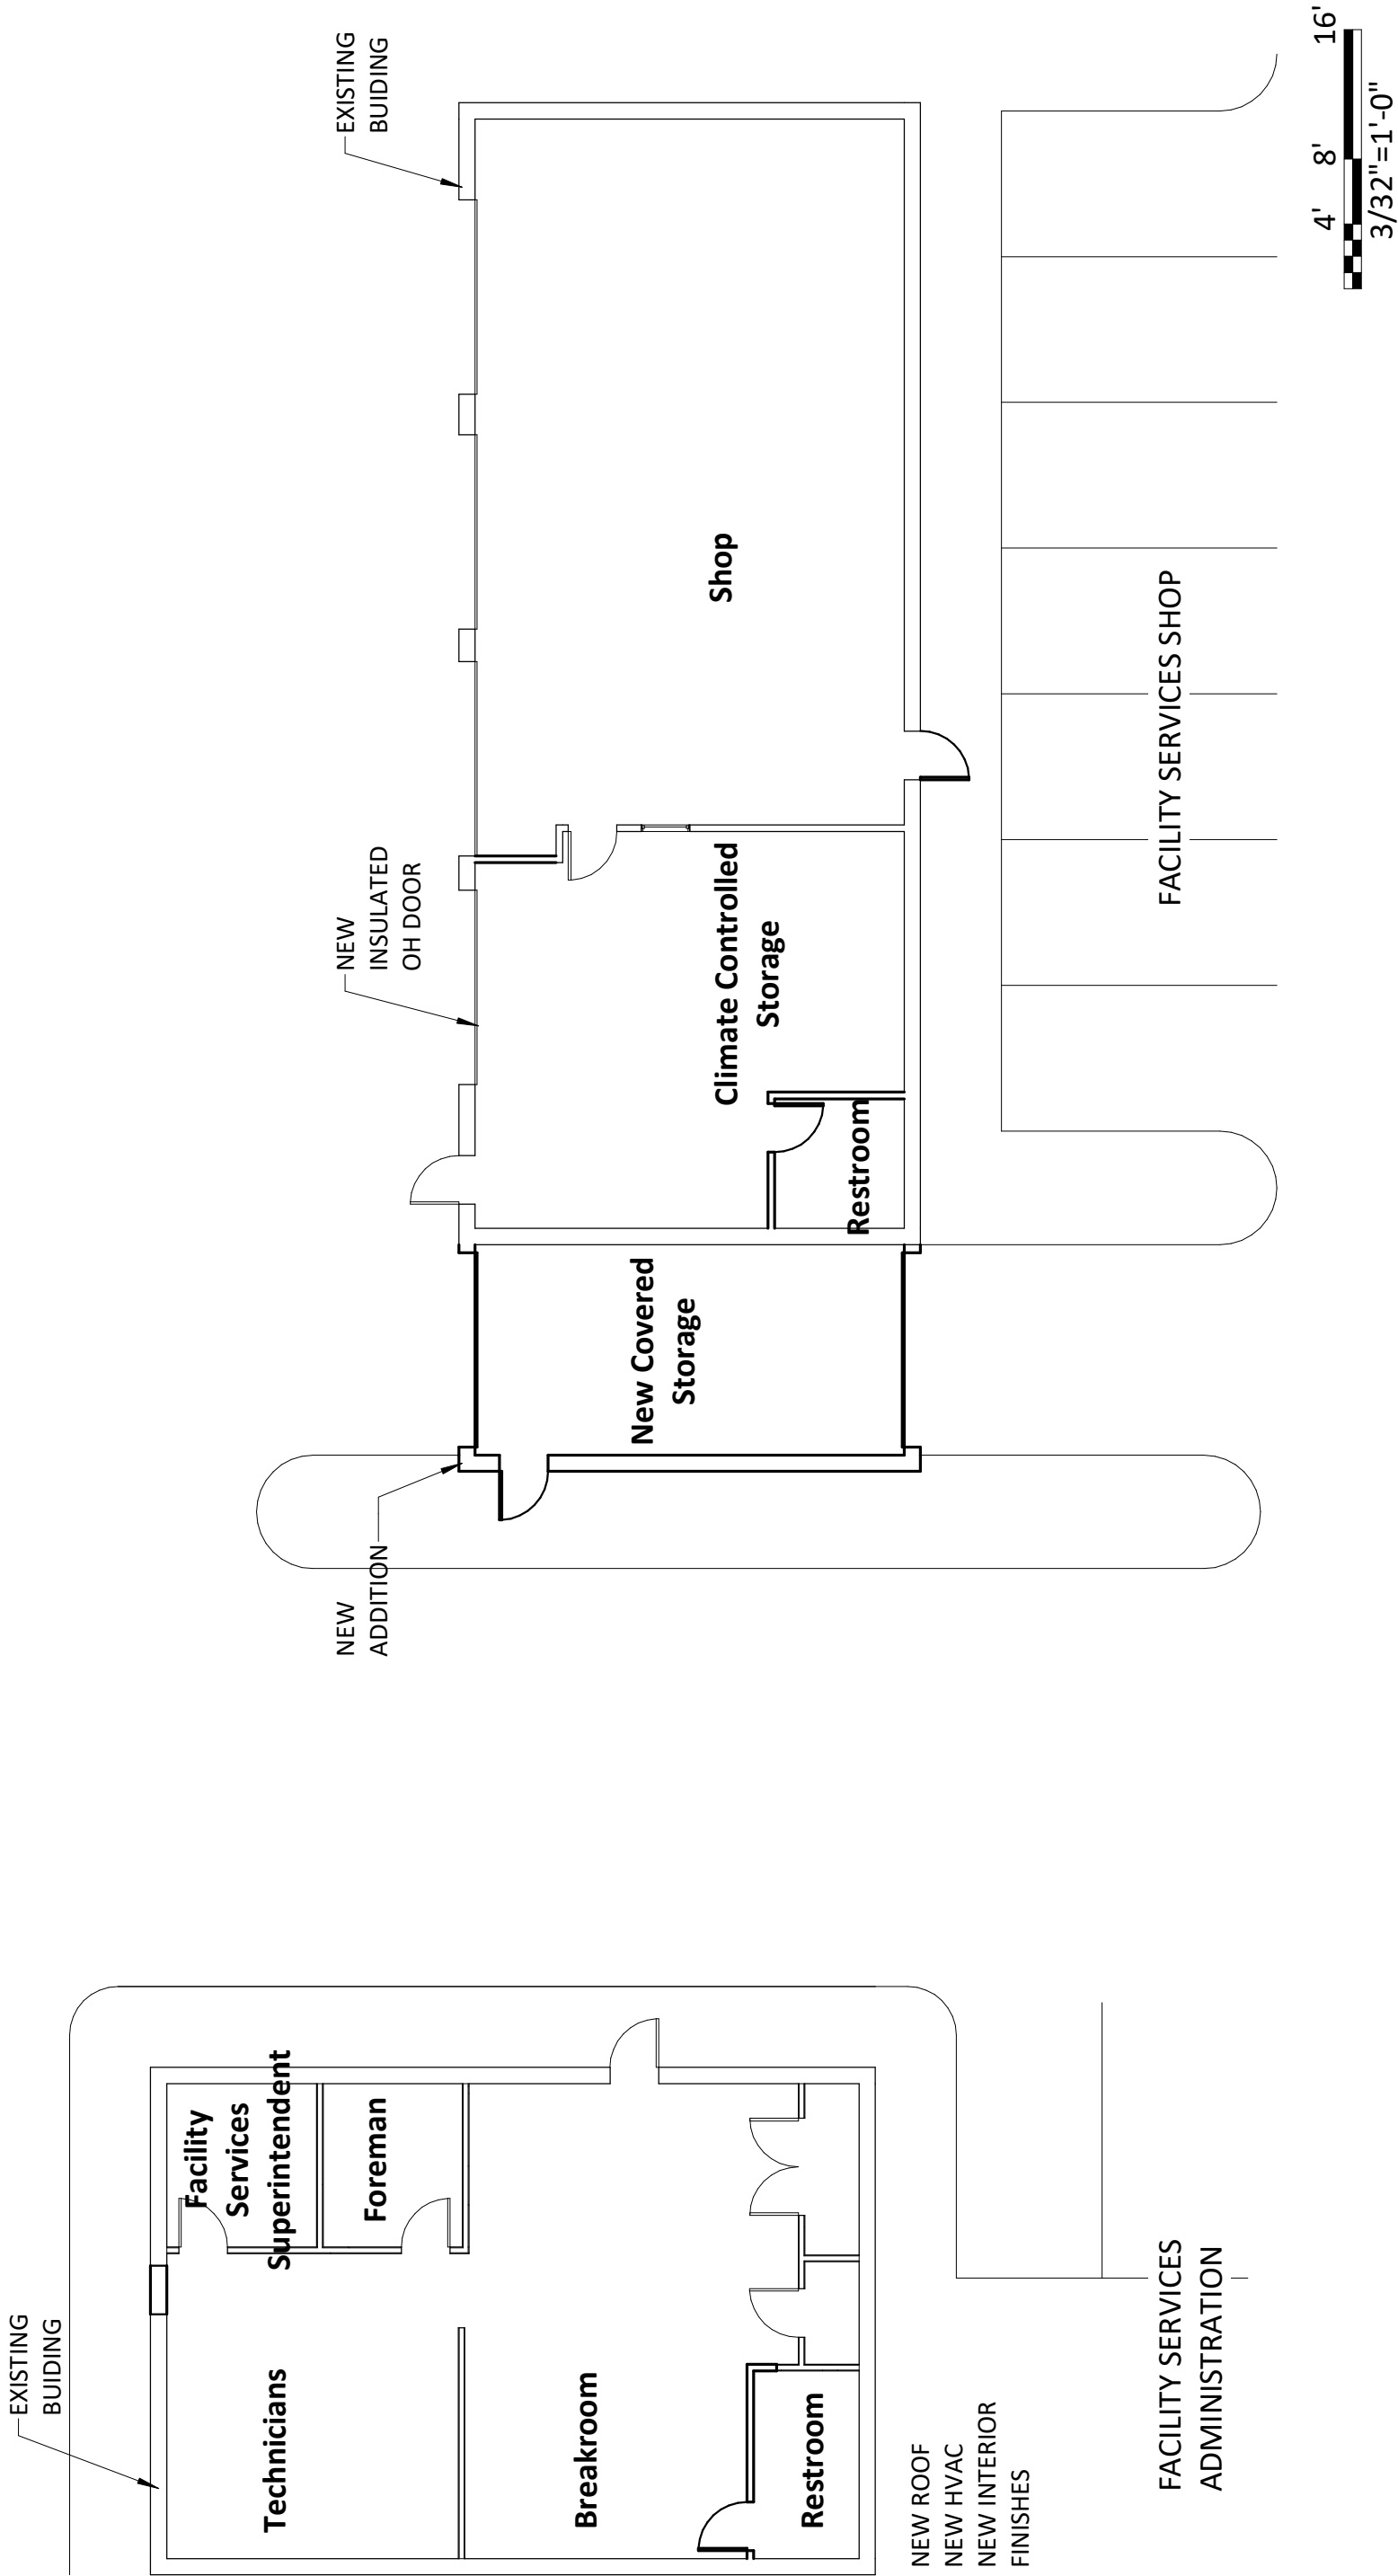 EXISTING
BUIDING
Technicians
Facility
Services
Superintendent
Foreman
Breakroom
Restroom
NEW ROOF
NEW HVAC
NEW INTERIOR
FINISHES
FACILITY SERVICES
ADMINISTRATION
NEW
ADDITION
NEW
INSULATED
OH DOOR
EXISTING
BUIDING
New Covered
Storage
Climate Controlled
Storage
Restroom
Shop
FACILITY SERVICES SHOP
4' 8' 16'
3/32"=1'-0"